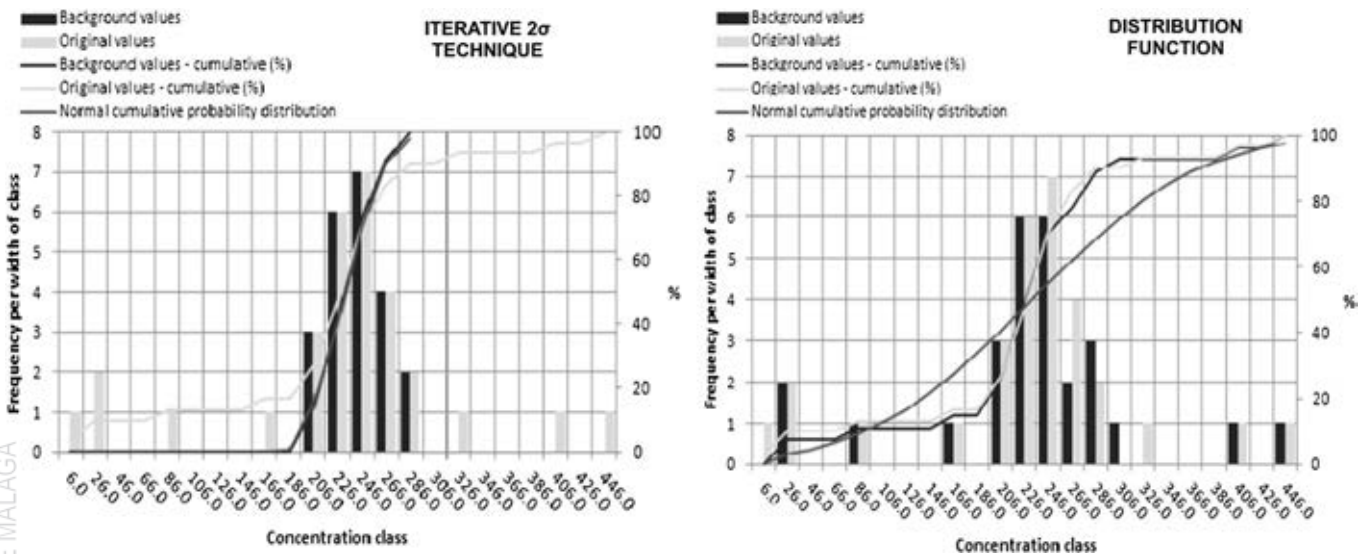 Background values
Original values
Background values - cumulative (%)
Original values - cumulative (%)
Normal cumulative probability distribution
ITERATIVE 2σ
TECHNIQUE
8
7
6
5
4
3
2
1
0
100
80
60
40
20
0
%
Frequency per width of class
6.0 26.0 46.0 66.0 86.0 106.0 126.0 146.0 166.0 186.0 206.0 226.0 246.0 266.0 286.0 306.0 326.0 346.0 366.0 386.0 406.0 426.0 446.0
Concentration class
Background values
Original values
Background values - cumulative (%)
Original values - cumulative (%)
Normal cumulative probability distribution
DISTRIBUTION
FUNCTION
8
7
6
5
4
3
2
1
0
100
80
60
40
20
0
%
Frequency per width of class
6.0 26.0 46.0 66.0 86.0 106.0 126.0 146.0 166.0 186.0 206.0 226.0 246.0 266.0 286.0 306.0 326.0 346.0 366.0 386.0 406.0 426.0 446.0
Concentration class
: MALAGA